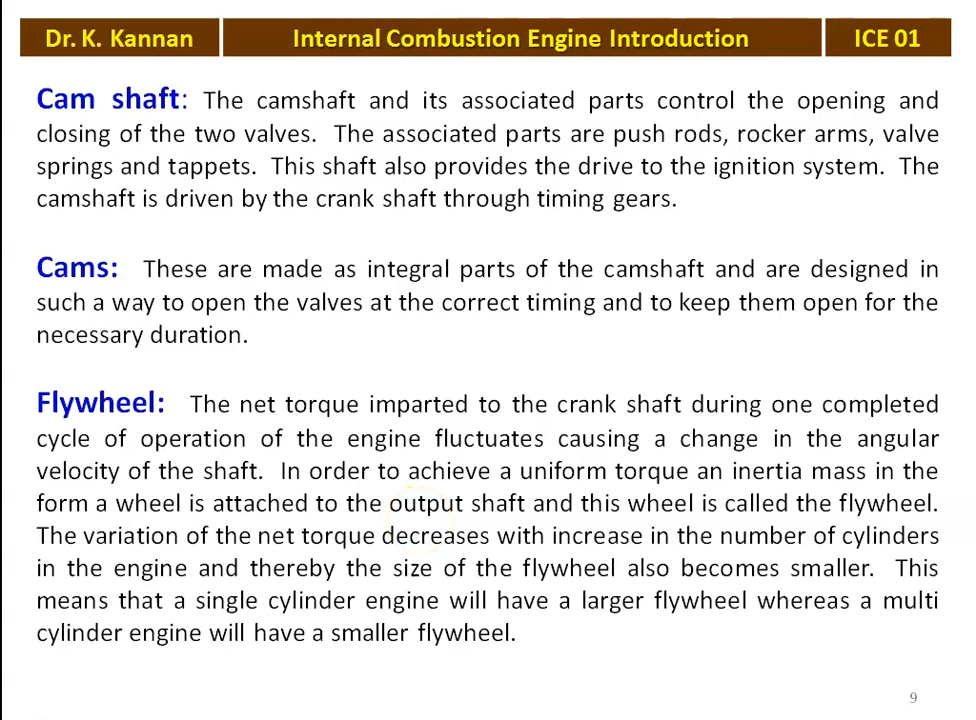 Dr. K. Kannan
Internal Combustion Engine Introduction
ICE 01
Cam shaft: The camshaft and its associated parts control the opening and
closing of the two valves. The associated parts are push rods, rocker arms, valve
springs and tappets. This shaft also provides the drive to the ignition system. The
camshaft is driven by the crank shaft through timing gears.
Cams: These are made as integral parts of the camshaft and are designed in
such a way to open the valves at the correct timing and to keep them open for the
necessary duration.
Flywheel: The net torque imparted to the crank shaft during one completed
cycle of operation of the engine fluctuates causing a change in the angular
velocity of the shaft. In order to achieve a uniform torque an inertia mass in the
form a wheel is attached to the output shaft and this wheel is called the flywheel.
The variation of the net torque decreases with increase in the number of cylinders
in the engine and thereby the size of the flywheel also becomes smaller. This
means that a single cylinder engine will have a larger flywheel whereas a multi
cylinder engine will have a smaller flywheel.
9